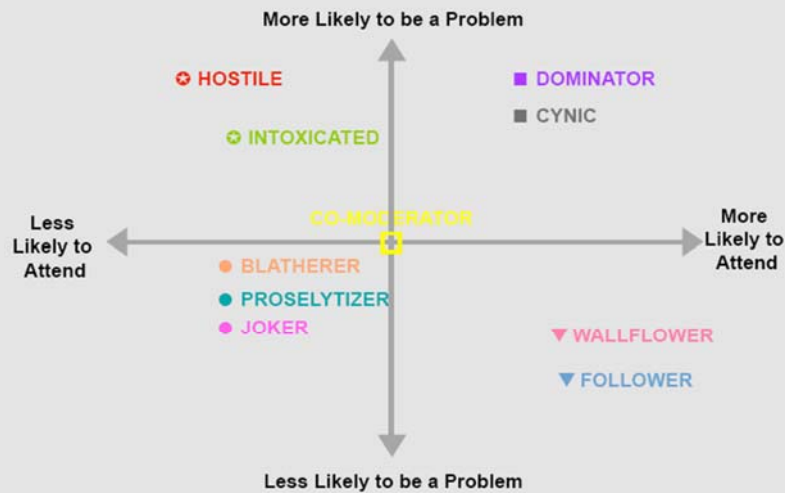 More Likely to be a Problem
HOSTILE
DOMINATOR
CYNIC
INTOXICATED
CO-MODERATOR
Less
Likely to
Attend
More
Likely to
Attend
BLATHERER
PROSELYTIZER
JOKER
WALLFLOWER
FOLLOWER
Less Likely to be a Problem